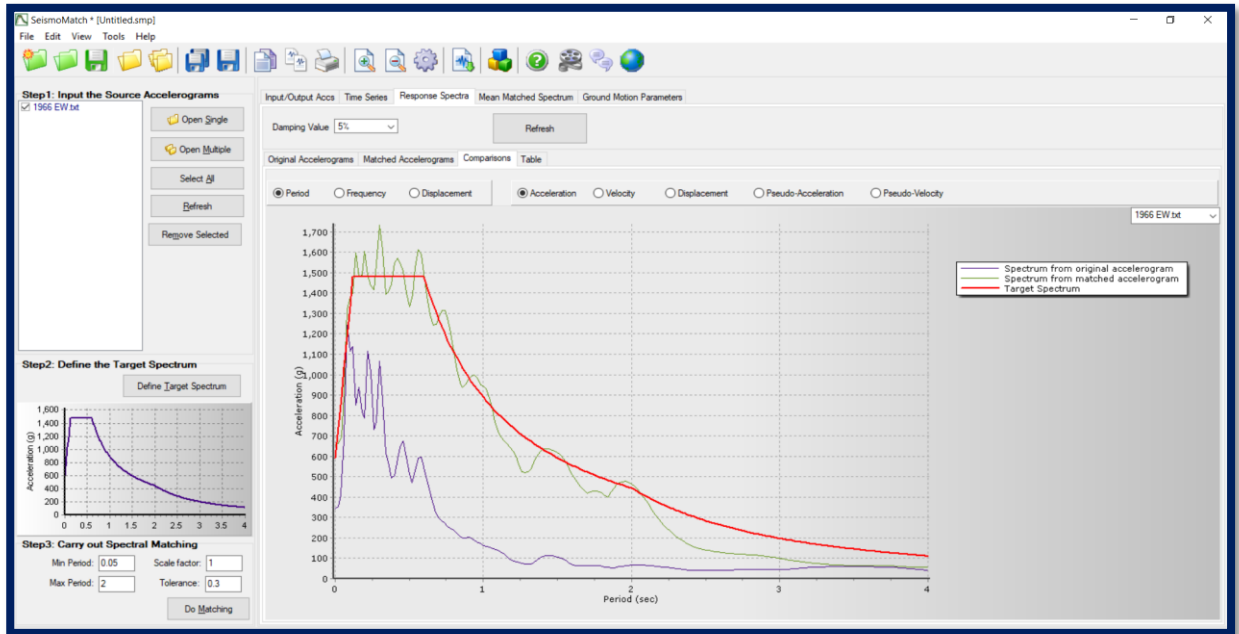 SeismoMatch * [Untitled.smp]
File Edit View Tools Help
Step1: Input the Source Accelerograms
1966 EW.txt
Open Single
Open Multiple
Select All
Refresh
Remove Selected
Step2: Define the Target Spectrum
Define Target Spectrum
1,600
1,400
1,200
1,000
800
600
400
200
0
Acceleration (g)
0 0.5 1 1.5 2 2.5 3 3.5 4
Step3: Carry out Spectral Matching
Min Period: 0.05 Scale factor: 1
Max Period: 2 Tolerance: 0.3
Do Matching
Input/Output Accs Time Series Response Spectra Mean Matched Spectrum Ground Motion Parameters
Damping Value 5% Refresh
Original Accelerograms Matched Accelerograms Comparisons Table
Period Frequency Displacement Acceleration Velocity Displacement Pseudo-Acceleration Pseudo-Velocity
1966 EW.txt
1,700
1,600
1,500
1,400
1,300
1,200
1,100
1,000
900
800
700
600
500
400
300
200
100
0
Acceleration (g)
0 1 2 3 4
Period (sec)
Spectrum from original accelerogram
Spectrum from matched accelerogram
Target Spectrum